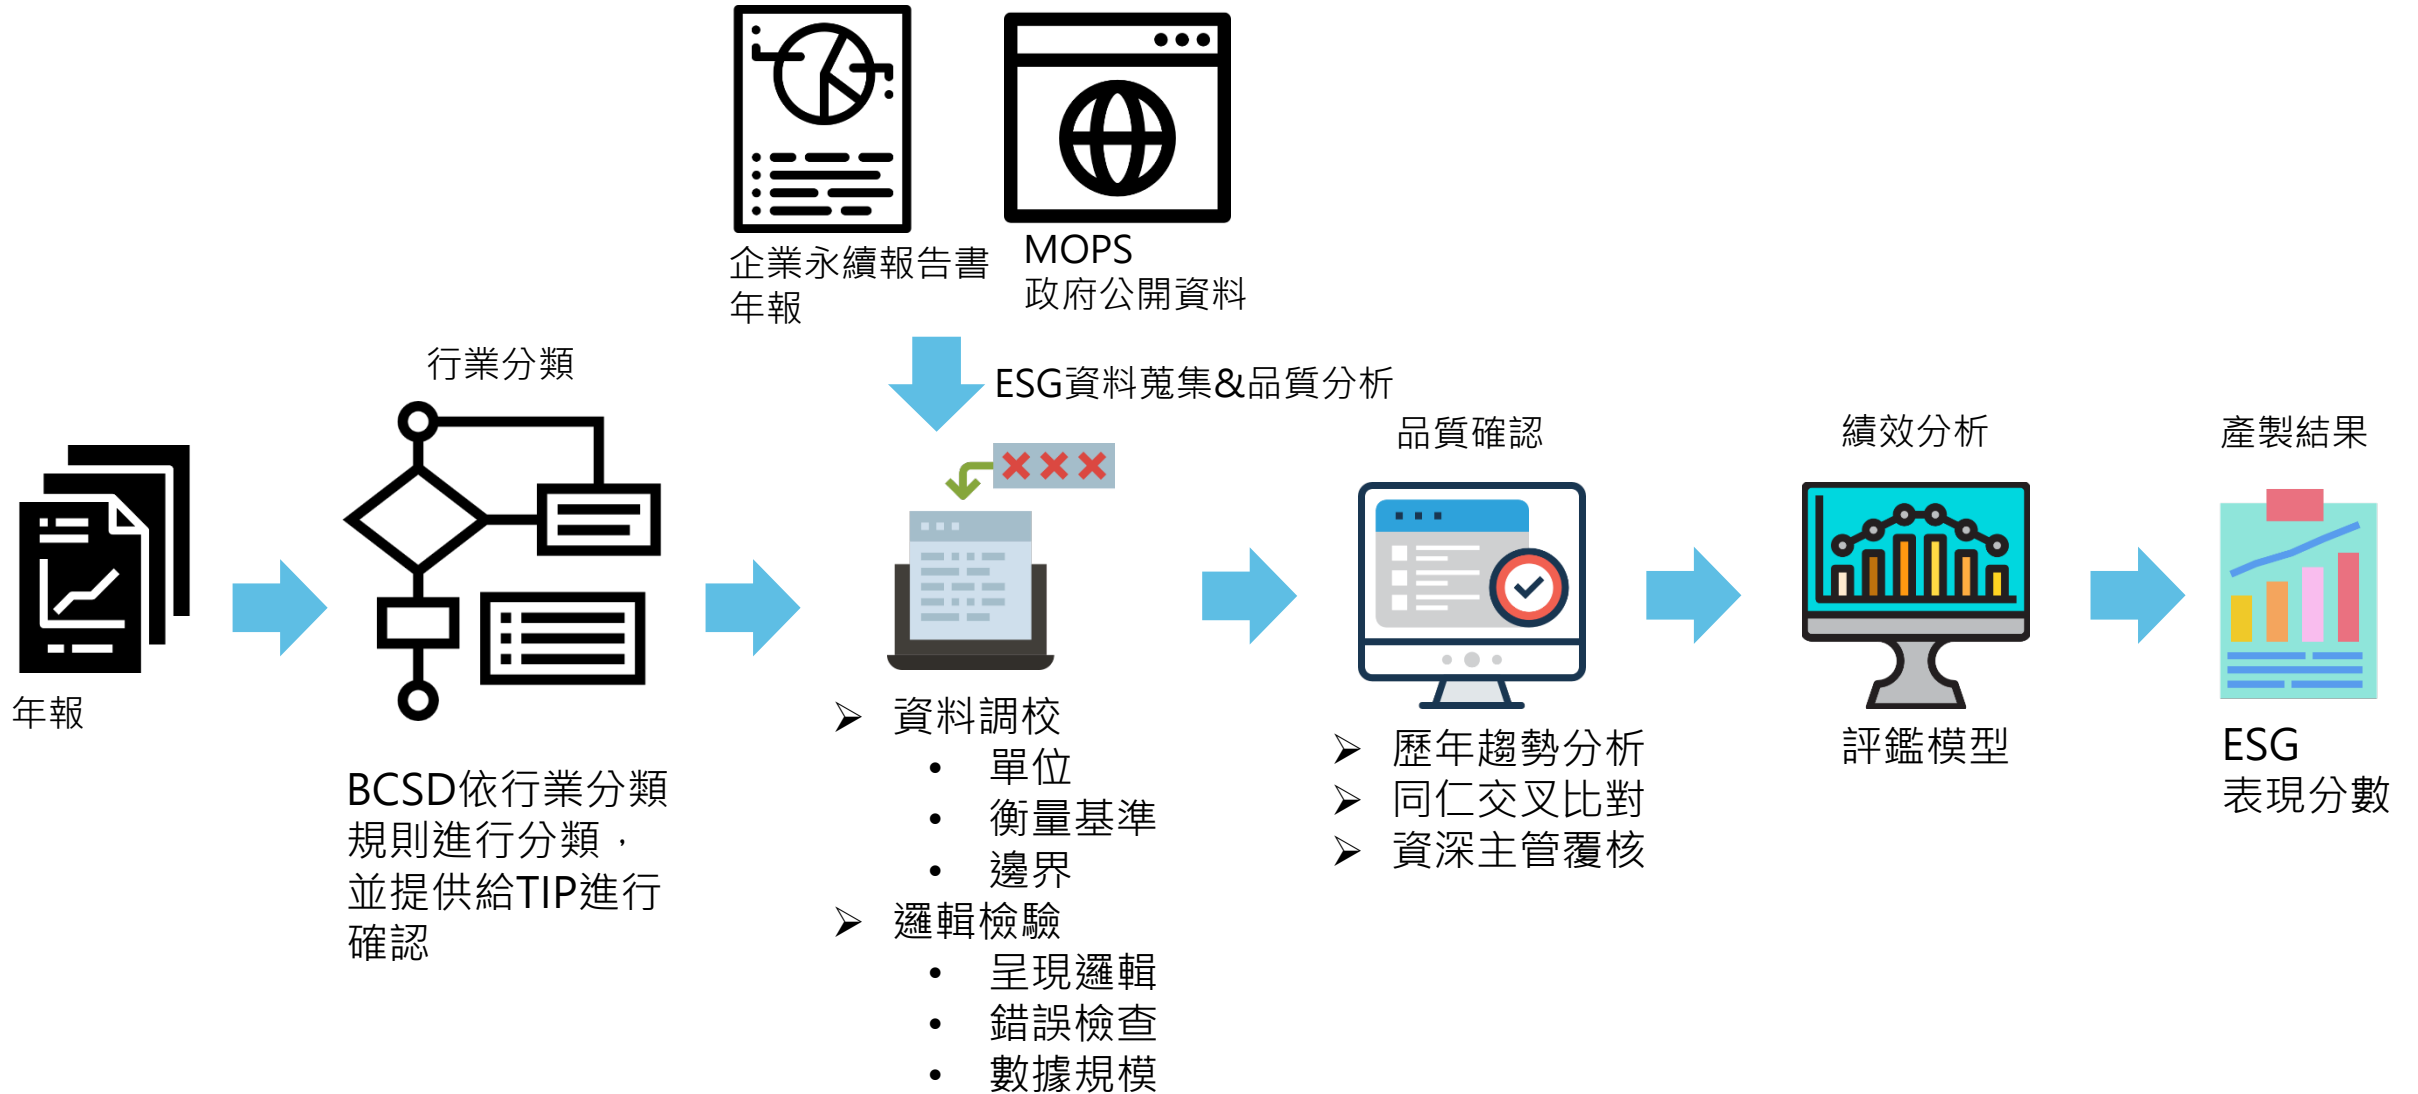 企業永續報告書
年報
MOPS
政府公開資料
ESG資料蒐集&品質分析
年報
行業分類
BCSD依行業分類
規則進行分類，
並提供給TIP進行
確認
➢ 資料調校
• 單位
• 衡量基準
• 邊界
➢ 邏輯檢驗
• 呈現邏輯
• 錯誤檢查
• 數據規模
品質確認
➢ 歷年趨勢分析
➢ 同仁交叉比對
➢ 資深主管覆核
績效分析
評鑑模型
產製結果
ESG
表現分數